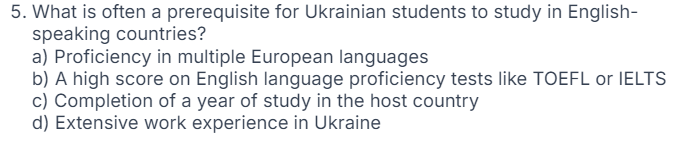 5. What is often a prerequisite for Ukrainian students to study in English-
speaking countries?
a) Proficiency in multiple European languages
b) A high score on English language proficiency tests like TOEFL or IELTS
c) Completion of a year of study in the host country
d) Extensive work experience in Ukraine